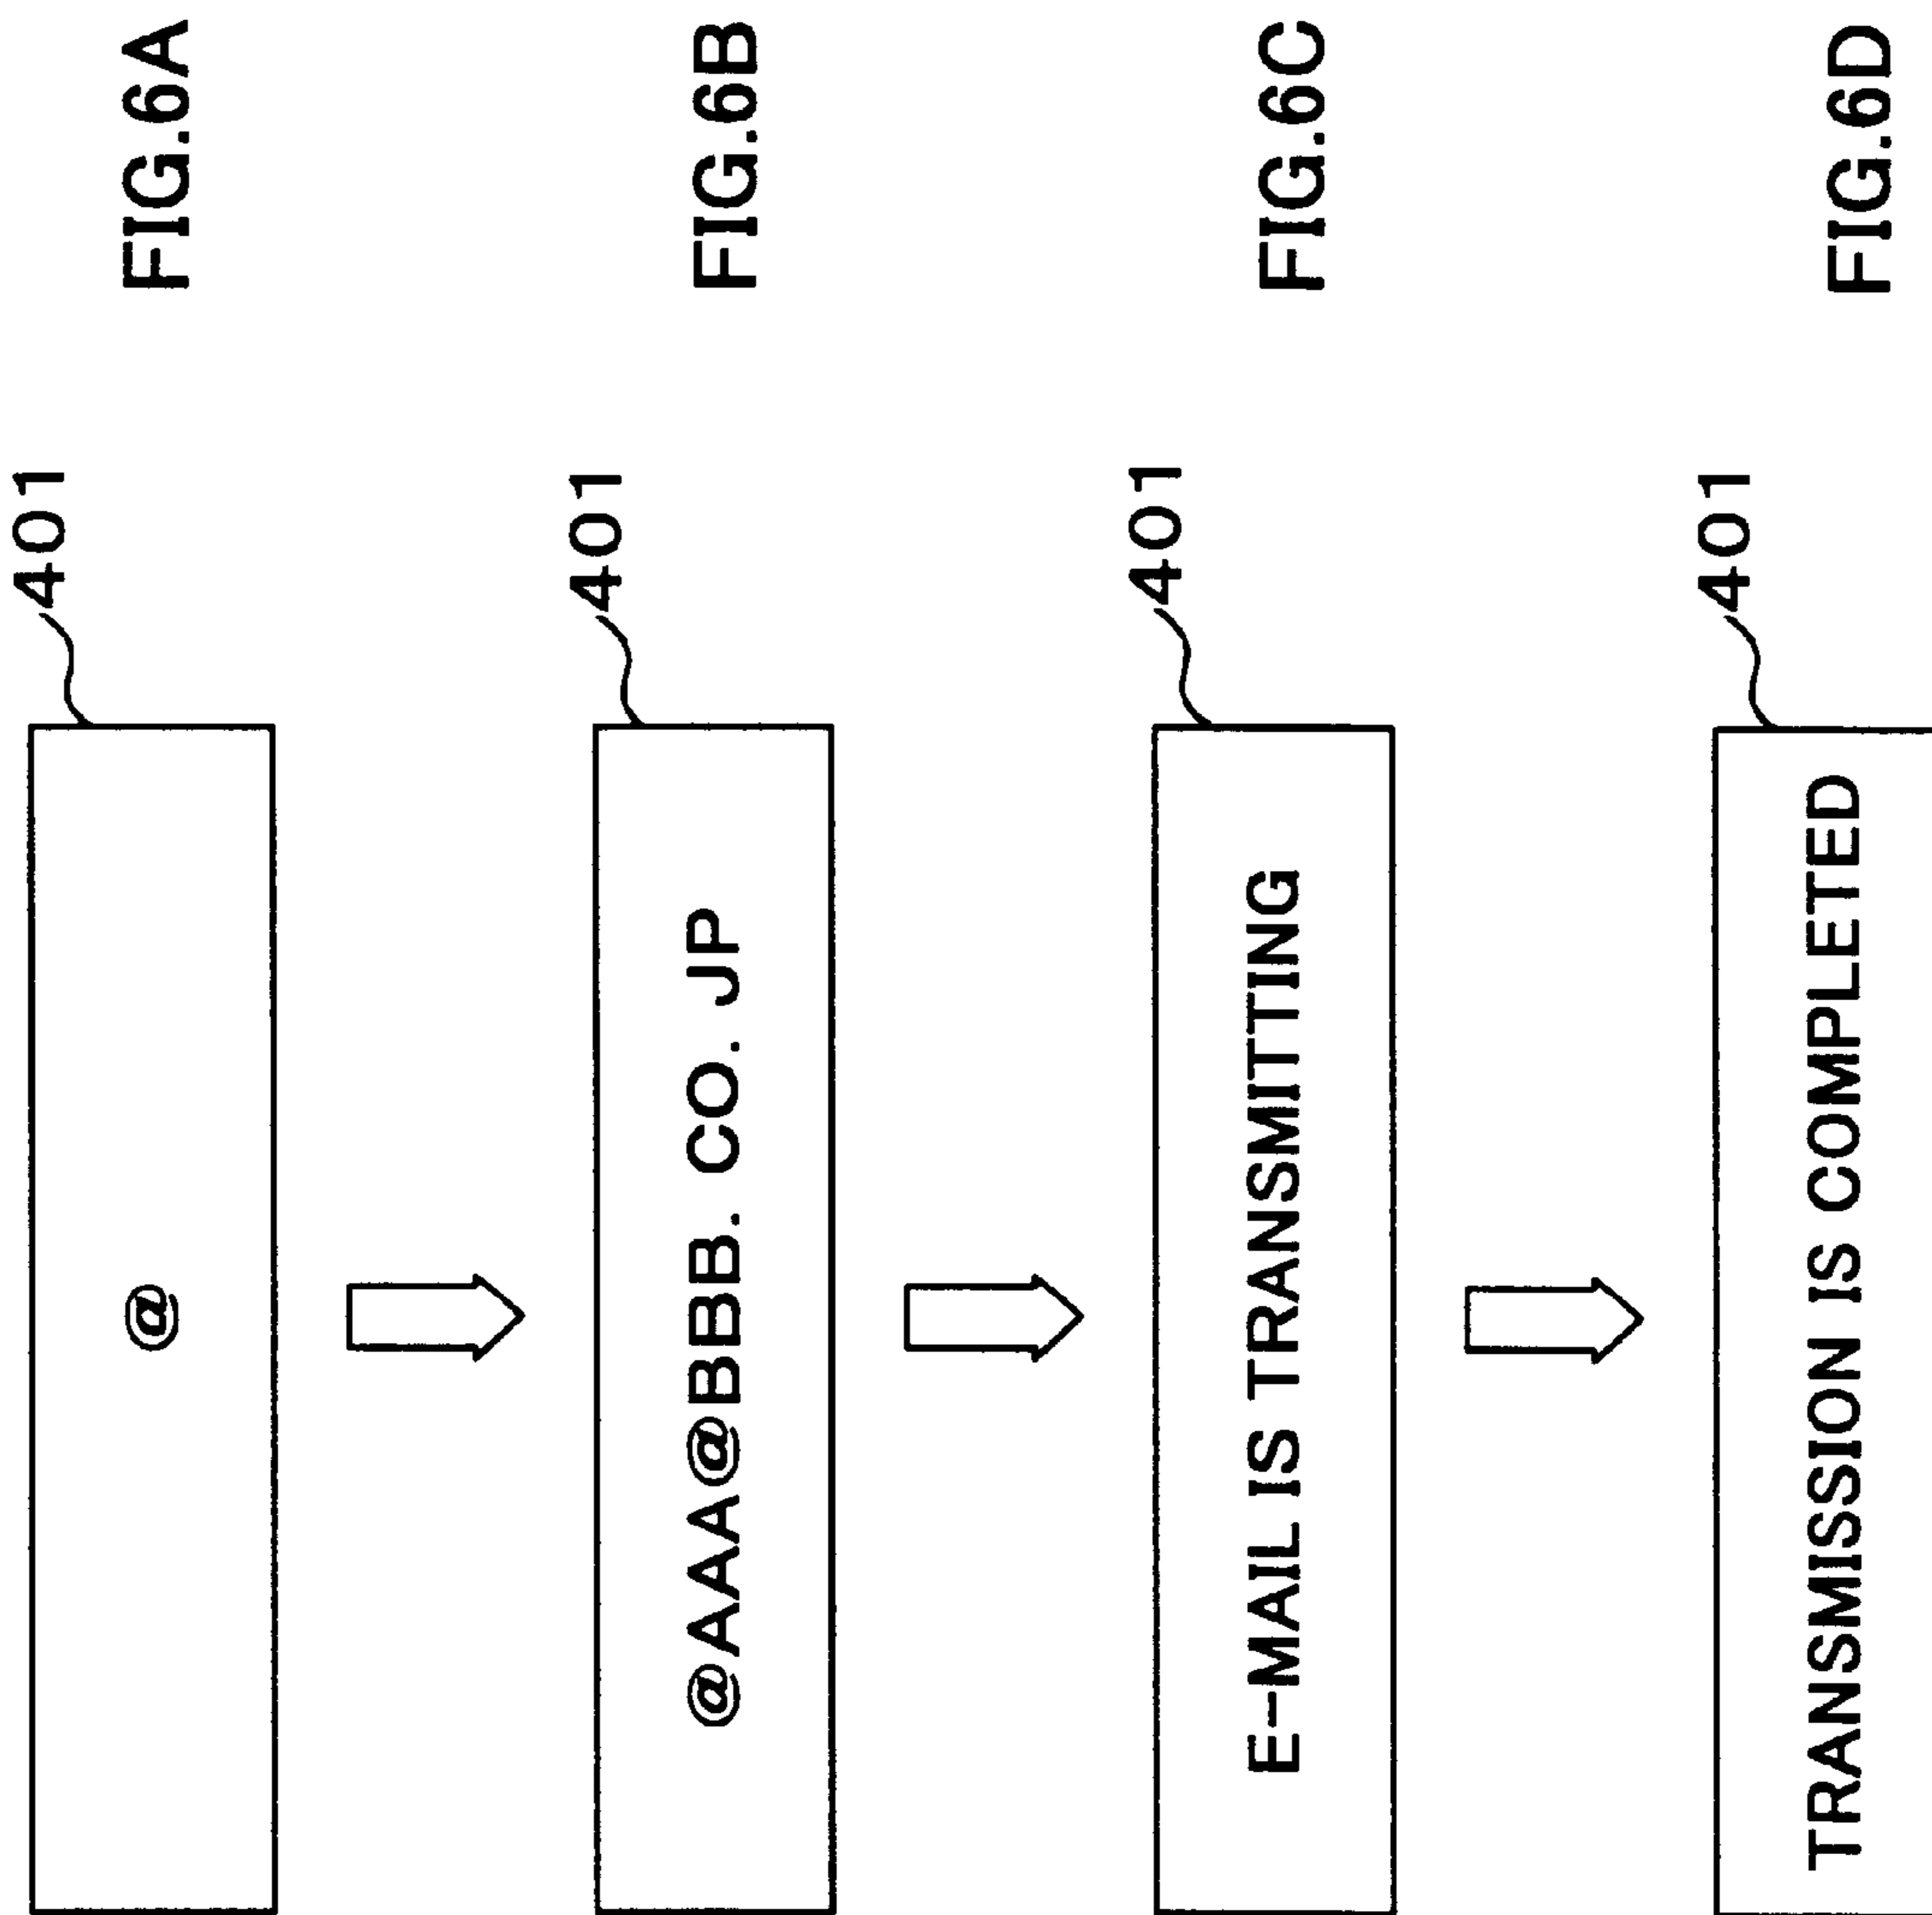 FIG.6A
401
@
FIG.6B
401
@AAA@BBB. CO. JP
FIG.6C
401
E-MAIL IS TRANSMITTING
FIG.6D
401
TRANSMISSION IS COMPLETED